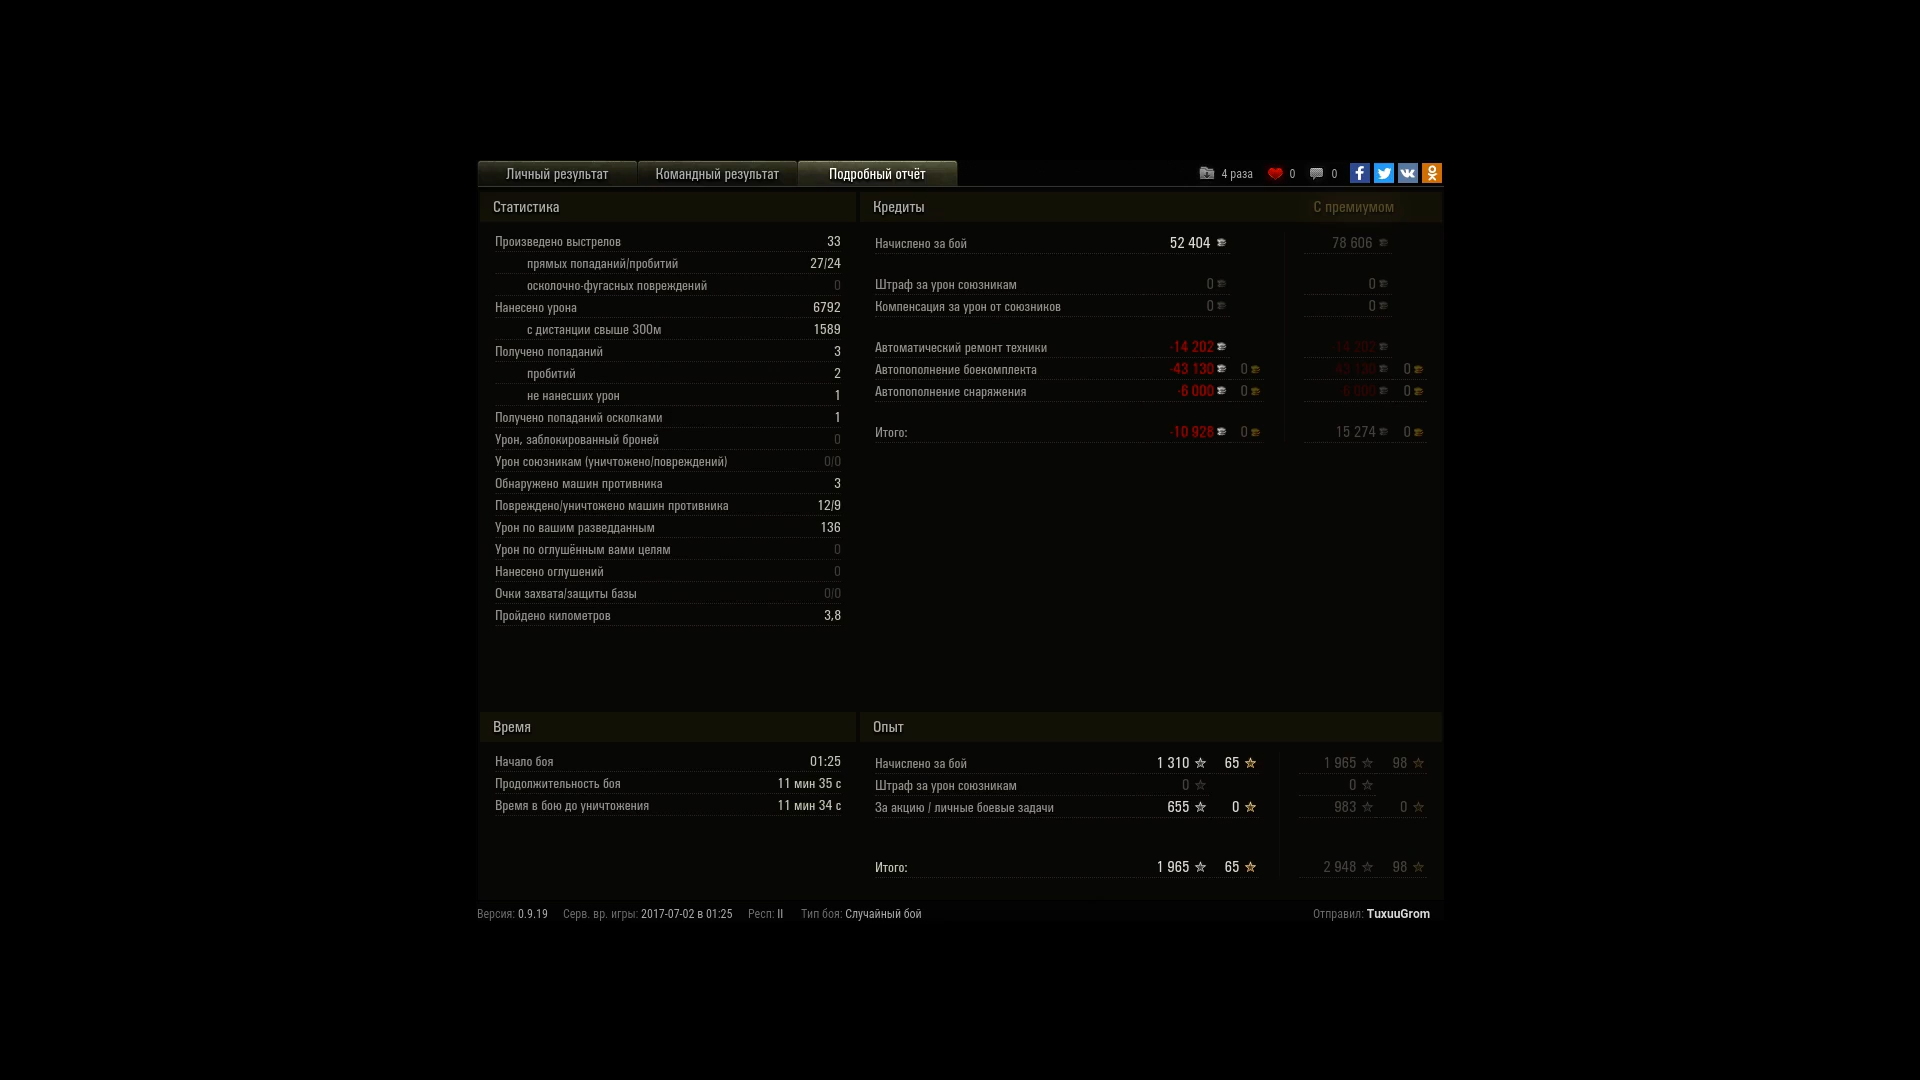 Личный результат Командный результат Подробный отчёт 4 раза 0 0
Статистика
Произведено выстрелов 33
прямых попаданий/пробитий 27/24
осколочно-фугасных повреждений 0
Нанесено урона 6792
с дистанции свыше 300м 1589
Получено попаданий 3
пробитий 2
не нанесших урон 1
Получено попаданий осколками 1
Урон, заблокированный броней 0
Урон союзникам (уничтожено/повреждений) 0/0
Обнаружено машин противника 3
Повреждено/уничтожено машин противника 12/9
Урон по вашим разведданным 136
Урон по оглушённым вами целям 0
Нанесено оглушений 0
Очки захвата/защиты базы 0/0
Пройдено километров 3,8
Кредиты С премиумом
Начислено за бой 52 404 78 606
Штраф за урон союзникам 0 0
Компенсация за урон от союзников 0 0
Автоматический ремонт техники -14 202 -14 202
Автопополнение боекомплекта -43 130 0 -43 130 0
Автопополнение снаряжения -6 000 0 -6 000 0
Итого: -10 928 0 15 274 0
Время
Начало боя 01:25
Продолжительность боя 11 мин 35 с
Время в бою до уничтожения 11 мин 34 с
Опыт
Начислено за бой 1 310 65 1 965 98
Штраф за урон союзникам 0 0
За акцию / личные боевые задачи 655 0 983 0
Итого: 1 965 65 2 948 98
Версия: 0.9.19 Серв. вр. игры: 2017-07-02 в 01:25 Респ: II Тип боя: Случайный бой Отправил: TuxuuGrom